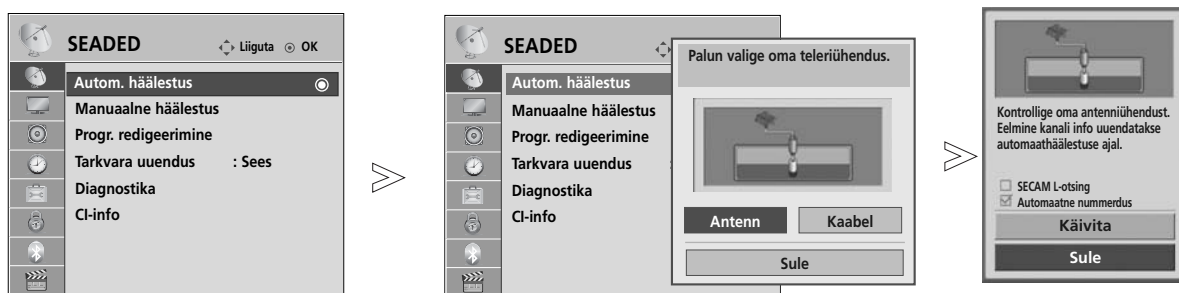 SEADED Liiguta OK
Autom. häälestus
Manuaalne häälestus
Progr. redigeerimine
Tarkvara uuendus : Sees
Diagnostika
CI-info
SEADED
Autom. häälestus
Manuaalne häälestus
Progr. redigeerimine
Tarkvara uuendus :
Diagnostika
CI-info
Palun valige oma teleriühendus.
Antenn Kaabel
Sule
Kontrollige oma antenniühendust.
Eelmine kanali info uuendatakse
automaathäälestuse ajal.
SECAM L-otsing
Automaatne nummerdus
Käivita
Sule